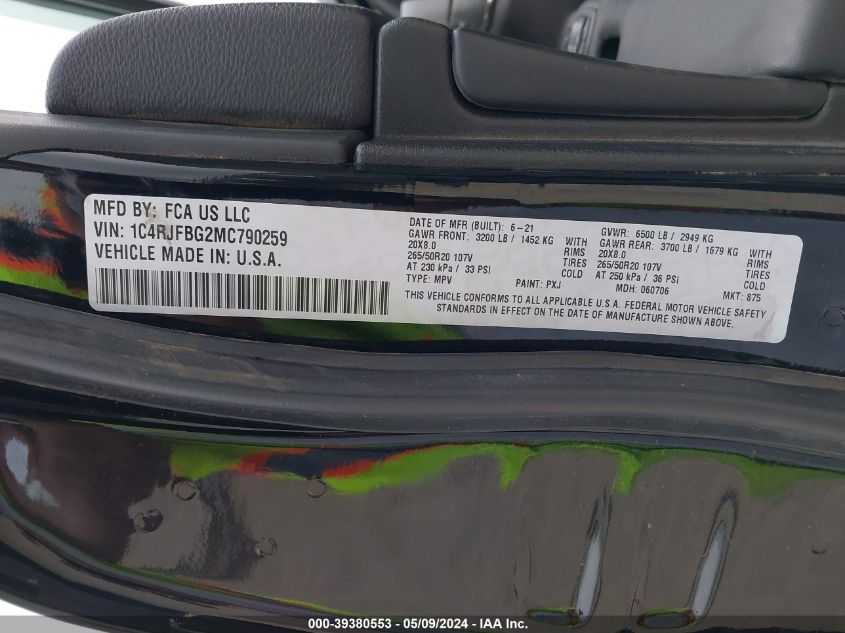 MFD BY: FCA US LLC
VIN: 1C4RJFBG2MC790259
VEHICLE MADE IN: U.S.A.
DATE OF MFR (BUILT): 6-21
GVWR: 6500 LB / 2949 KG
GAWR FRONT: 3200 LB / 1452 KG WITH
GAWR REAR: 3700 LB / 1679 KG WITH
20X8.0 RIMS
20X8.0 RIMS
265/50R20 107V TIRES
265/50R20 107V TIRES
AT 230 kPa / 33 PSI COLD
AT 250 kPa / 36 PSI COLD
TYPE: MPV PAINT: PXJ MDH: 060706 MKT: 875
THIS VEHICLE CONFORMS TO ALL APPLICABLE U.S.A. FEDERAL MOTOR VEHICLE SAFETY
STANDARDS IN EFFECT ON THE DATE OF MANUFACTURE SHOWN ABOVE.
000-39380553 - 05/09/2024 - IAA Inc.